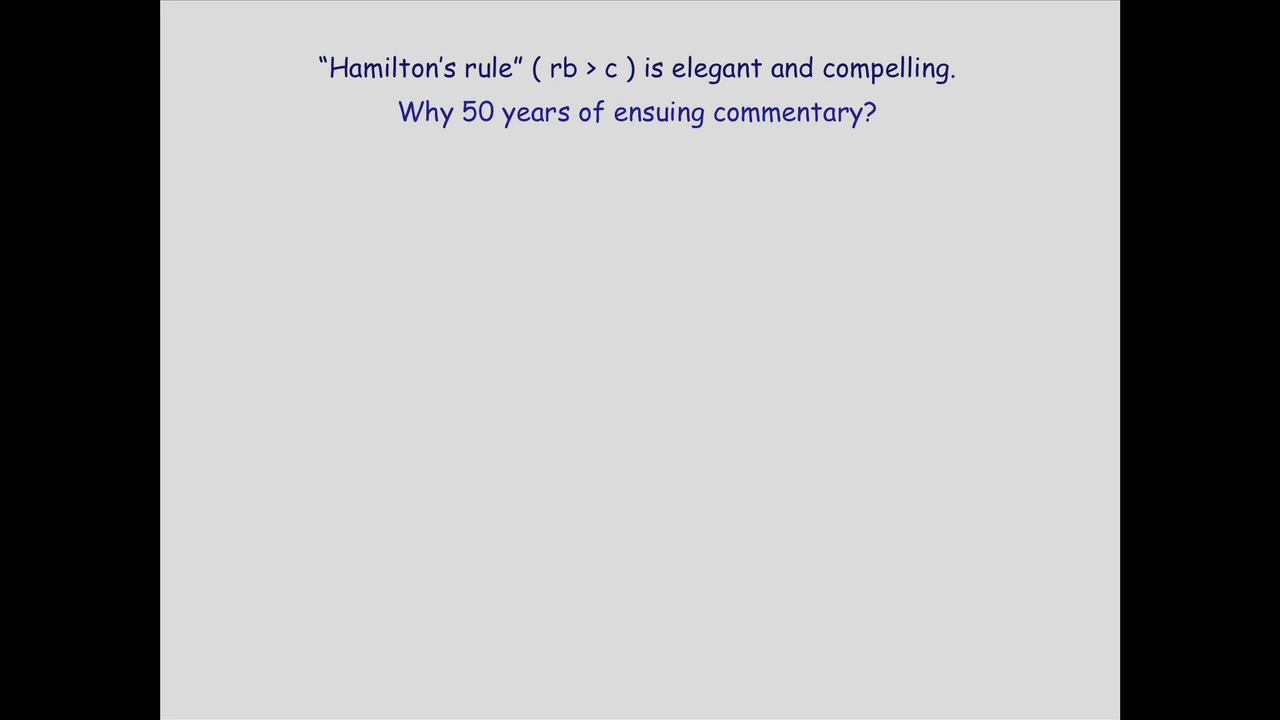 “Hamilton’s rule” ( rb > c ) is elegant and compelling.
Why 50 years of ensuing commentary?